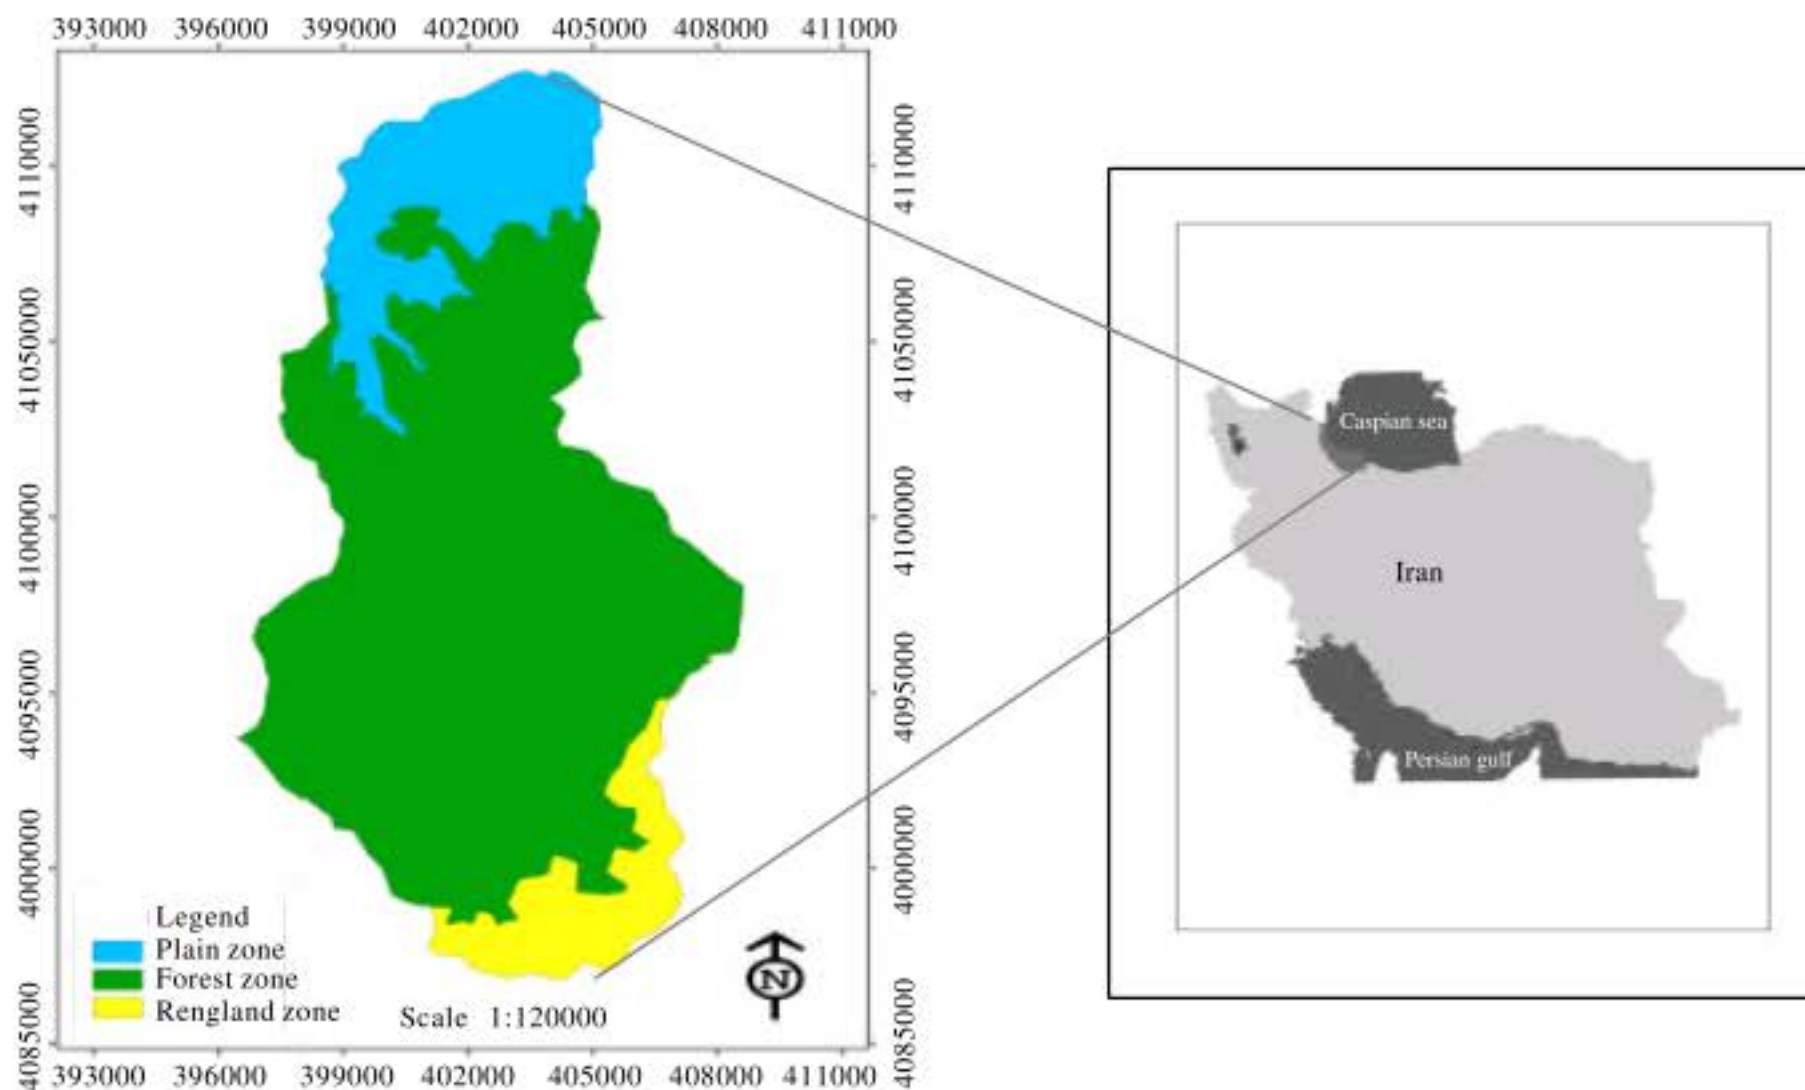 393000 396000 399000 402000 405000 408000 411000
4110000
4105000
4100000
4095000
4000000
4085000
4110000
4105000
4100000
4095000
4000000
4085000
Legend
Plain zone
Forest zone
Rengland zone
Scale 1:120000
N
393000 396000 399000 402000 405000 408000 411000
Caspian sea
Iran
Persian gulf